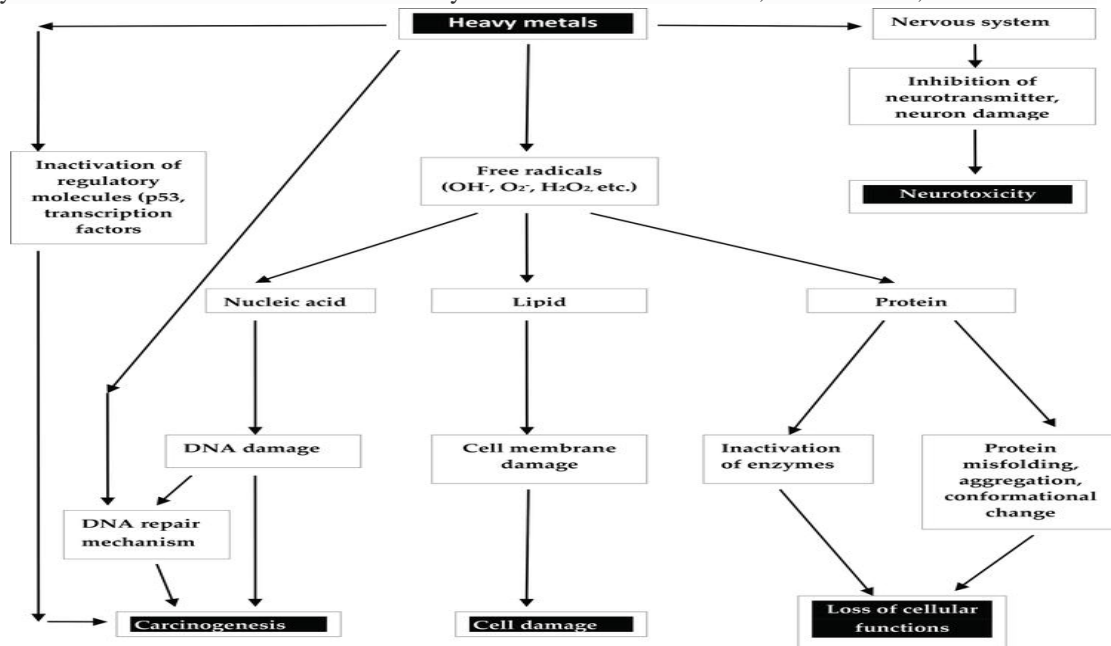 Heavy metals
Nervous system
Inhibition of
neurotransmitter,
neuron damage
Neurotoxicity
Inactivation of
regulatory
molecules (p53,
transcription
factors
Free radicals
(OH-, O₂-, H₂O₂, etc.)
Nucleic acid
Lipid
Protein
DNA damage
Cell membrane
damage
Inactivation
of enzymes
Protein
misfolding,
aggregation,
conformational
change
DNA repair
mechanism
Carcinogenesis
Cell damage
Loss of cellular
functions